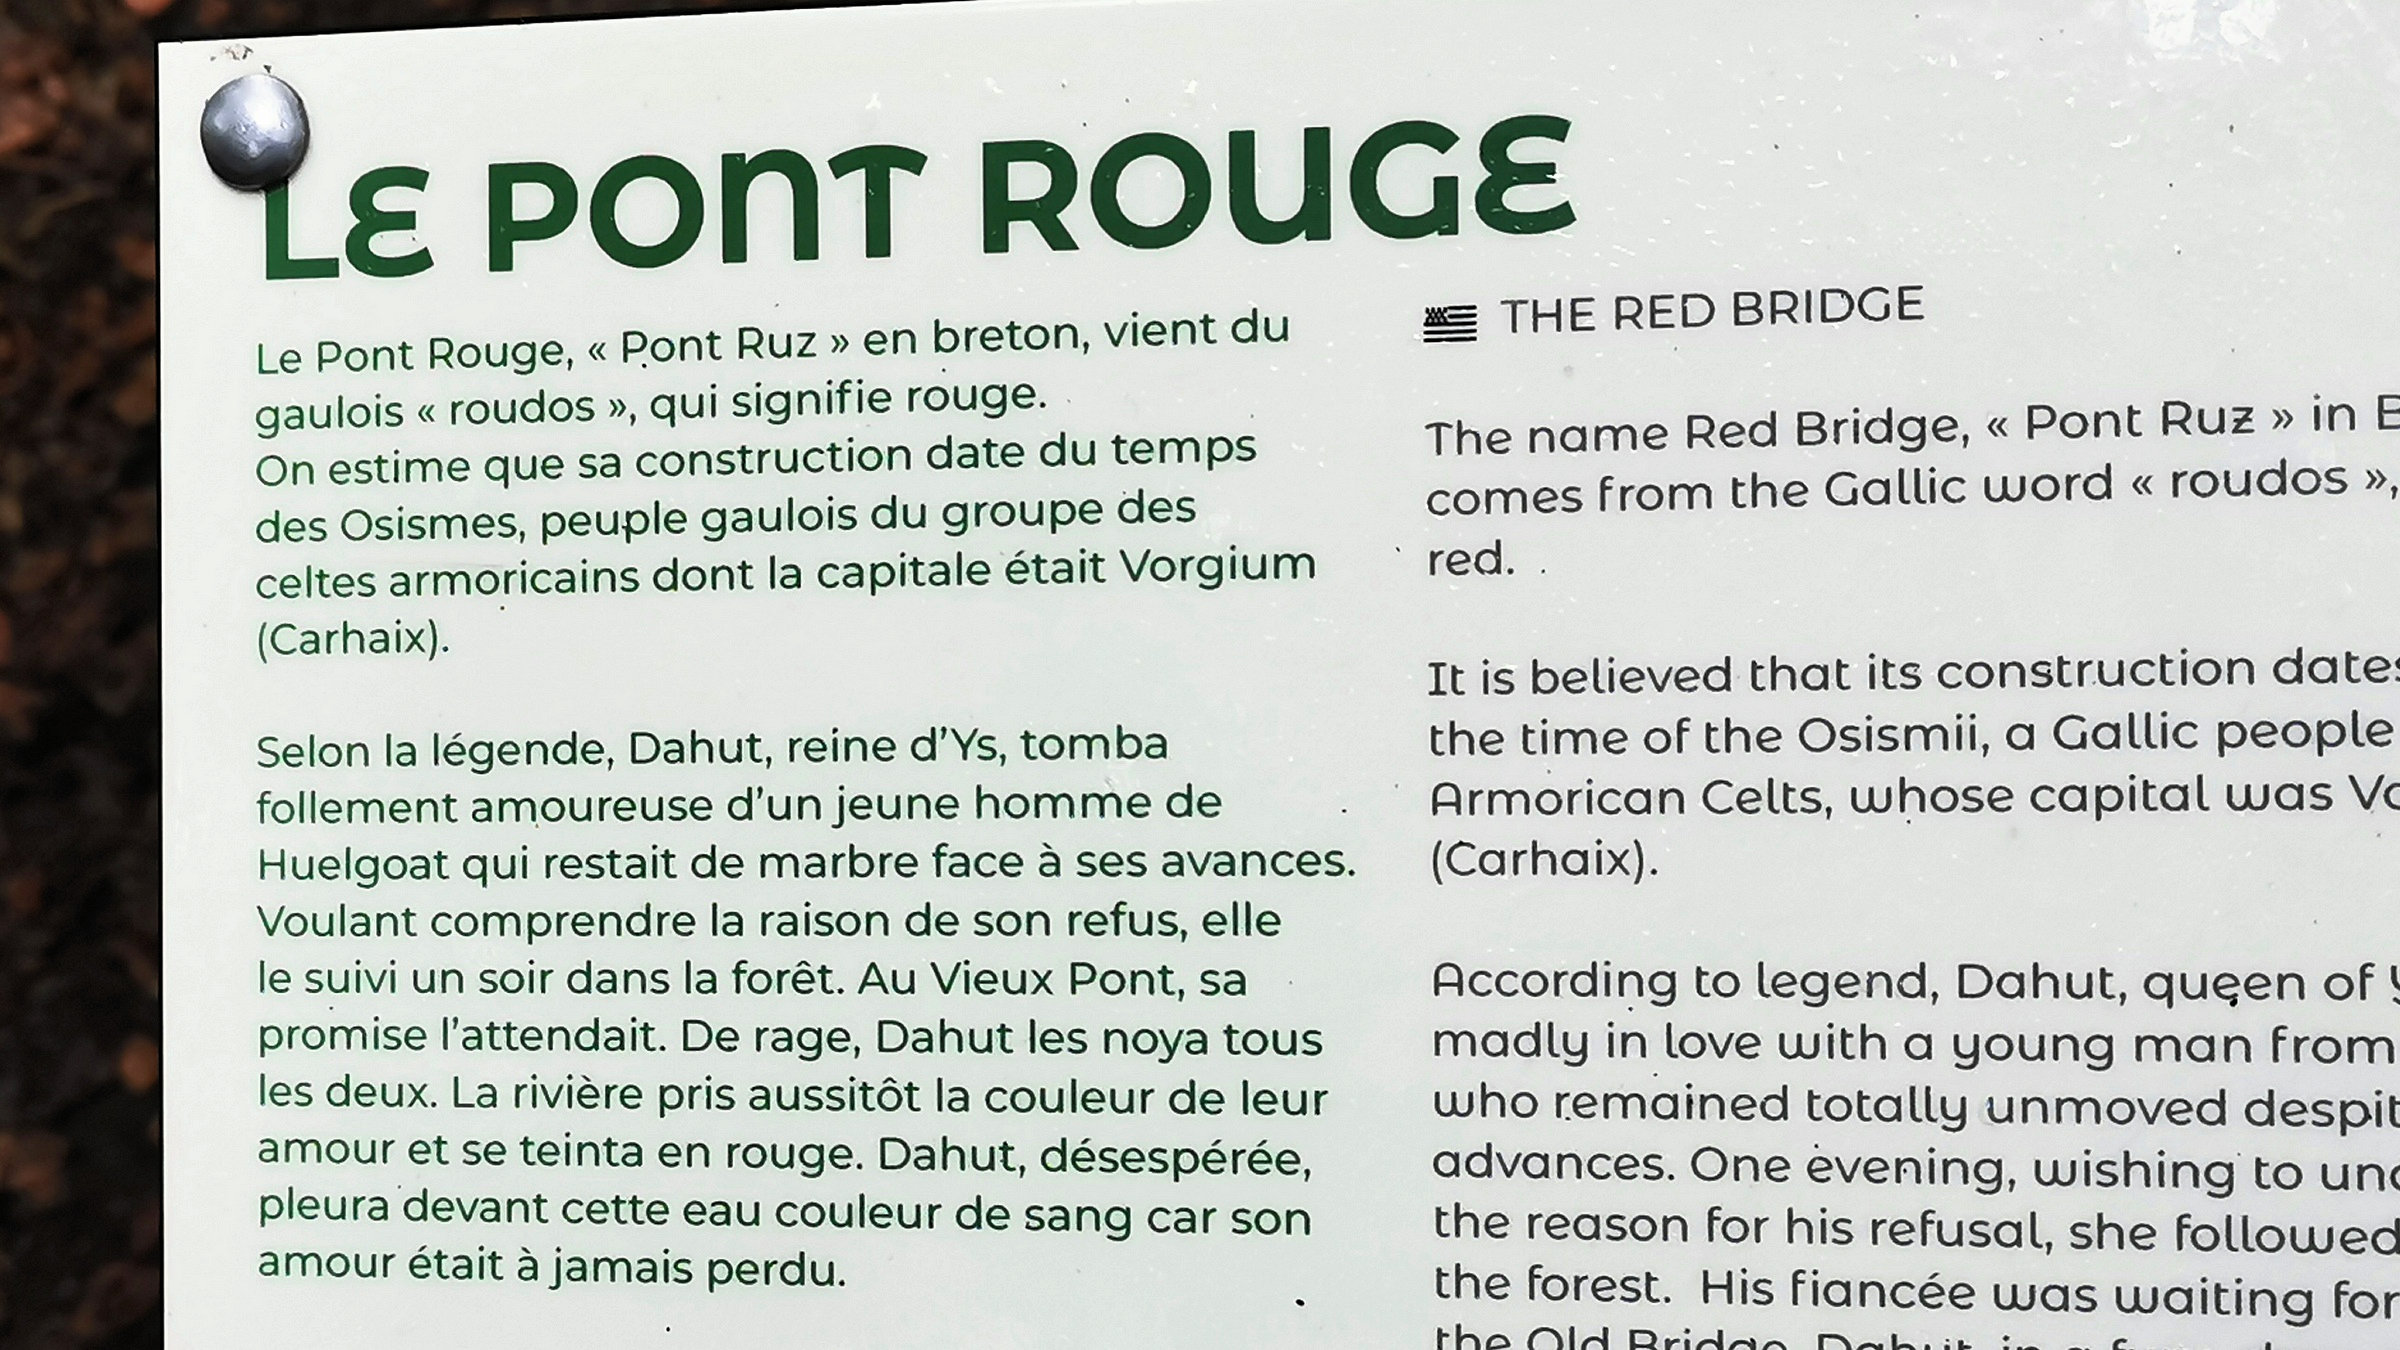 LE PONT ROUGE
Le Pont Rouge, « Pont Ruz » en breton, vient du
gaulois « roudos », qui signifie rouge.
On estime que sa construction date du temps
des Osismes, peuple gaulois du groupe des
celtes armoricains dont la capitale était Vorgium
(Carhaix).
Selon la légende, Dahut, reine d'Ys, tomba
follement amoureuse d'un jeune homme de
Huelgoat qui restait de marbre face à ses avances.
Voulant comprendre la raison de son refus, elle
le suivi un soir dans la forêt. Au Vieux Pont, sa
promise l'attendait. De rage, Dahut les noya tous
les deux. La rivière pris aussitôt la couleur de leur
amour et se teinta en rouge. Dahut, désespérée,
pleura devant cette eau couleur de sang car son
amour était à jamais perdu.
THE RED BRIDGE
The name Red Bridge, « Pont Ruz » in
comes from the Gallic word « roudos »,
red.
It is believed that its construction dates
the time of the Osismii, a Gallic people
Armorican Celts, whose capital was
(Carhaix).
According to legend, Dahut, queen of
madly in love with a young man from
who remained totally unmoved
advances. One evening, wishing to
the reason for his refusal, she followed
the forest. His fiancée was waiting for
the Old Bridge. Dahut, in a